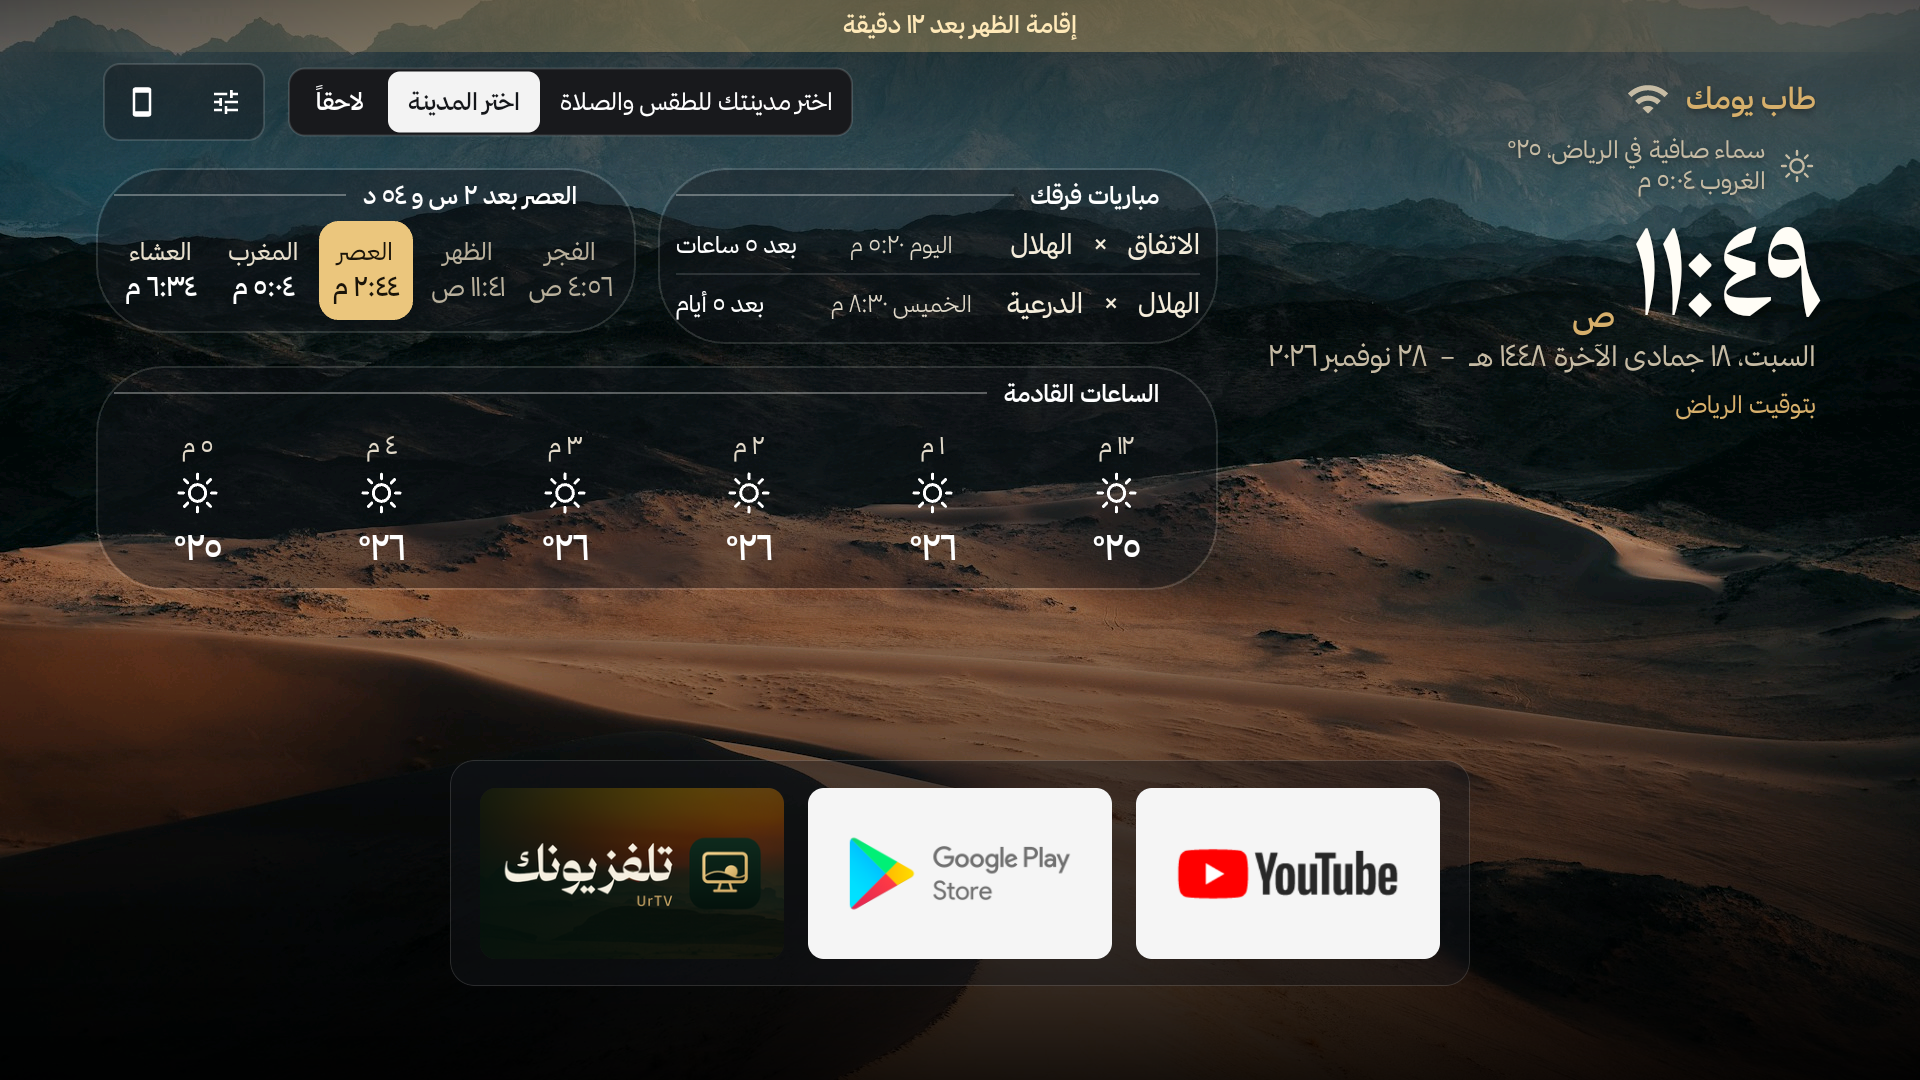 إقامة الظهر بعد ١٢ دقيقة
طاب يومك
سماء صافية في الرياض، ٢٥°
الغروب ٥:٠٤ م
١١:٤٩ ص
السبت، ١٨ جمادى الآخرة ١٤٤٨ هـ – ٢٨ نوفمبر ٢٠٢٦
بتوقيت الرياض
اختر مدينتك للطقس والصلاة
اختر المدينة
لاحقاً
مباريات فرقك
الاتفاق × الهلال اليوم ٥:٢٠ م بعد ٥ ساعات
الهلال × الدرعية الخميس ٨:٣٠ م بعد ٥ أيام
العصر بعد ٢ س و ٥٤ د
الفجر الظهر العصر المغرب العشاء
٤:٥٦ ص ١١:٤١ ص ٢:٤٤ م ٥:٠٤ م ٦:٣٤ م
الساعات القادمة
١٢ م ١ م ٢ م ٣ م ٤ م ٥ م
٢٥° ٢٦° ٢٦° ٢٦° ٢٦° ٢٥°
YouTube
Google Play
Store
تلفزيونك
UrTV